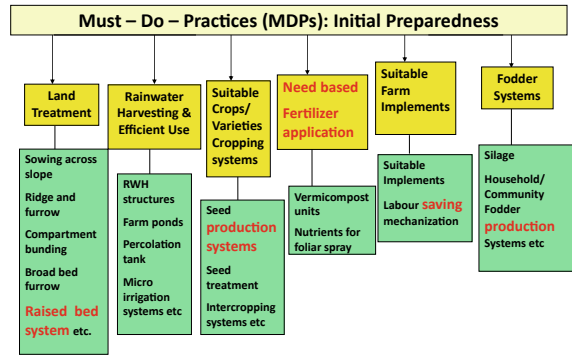 Must – Do – Practices (MDPs): Initial Preparedness
Land
Treatment
Sowing across
slope
Ridge and
furrow
Compartment
bunding
Broad bed
furrow
Raised bed
system etc.
Rainwater
Harvesting &
Efficient Use
RWH
structures
Farm ponds
Percolation
tank
Micro
irrigation
systems etc
Suitable
Crops/
Varieties
Cropping
systems
Seed
production
systems
Seed
treatment
Intercropping
systems etc
Need based
Fertilizer
application
Vermicompost
units
Nutrients for
foliar spray
Suitable
Farm
Implements
Suitable
Implements
Labour saving
mechanization
Fodder
Systems
Silage
Household/
Community
Fodder
production
Systems etc